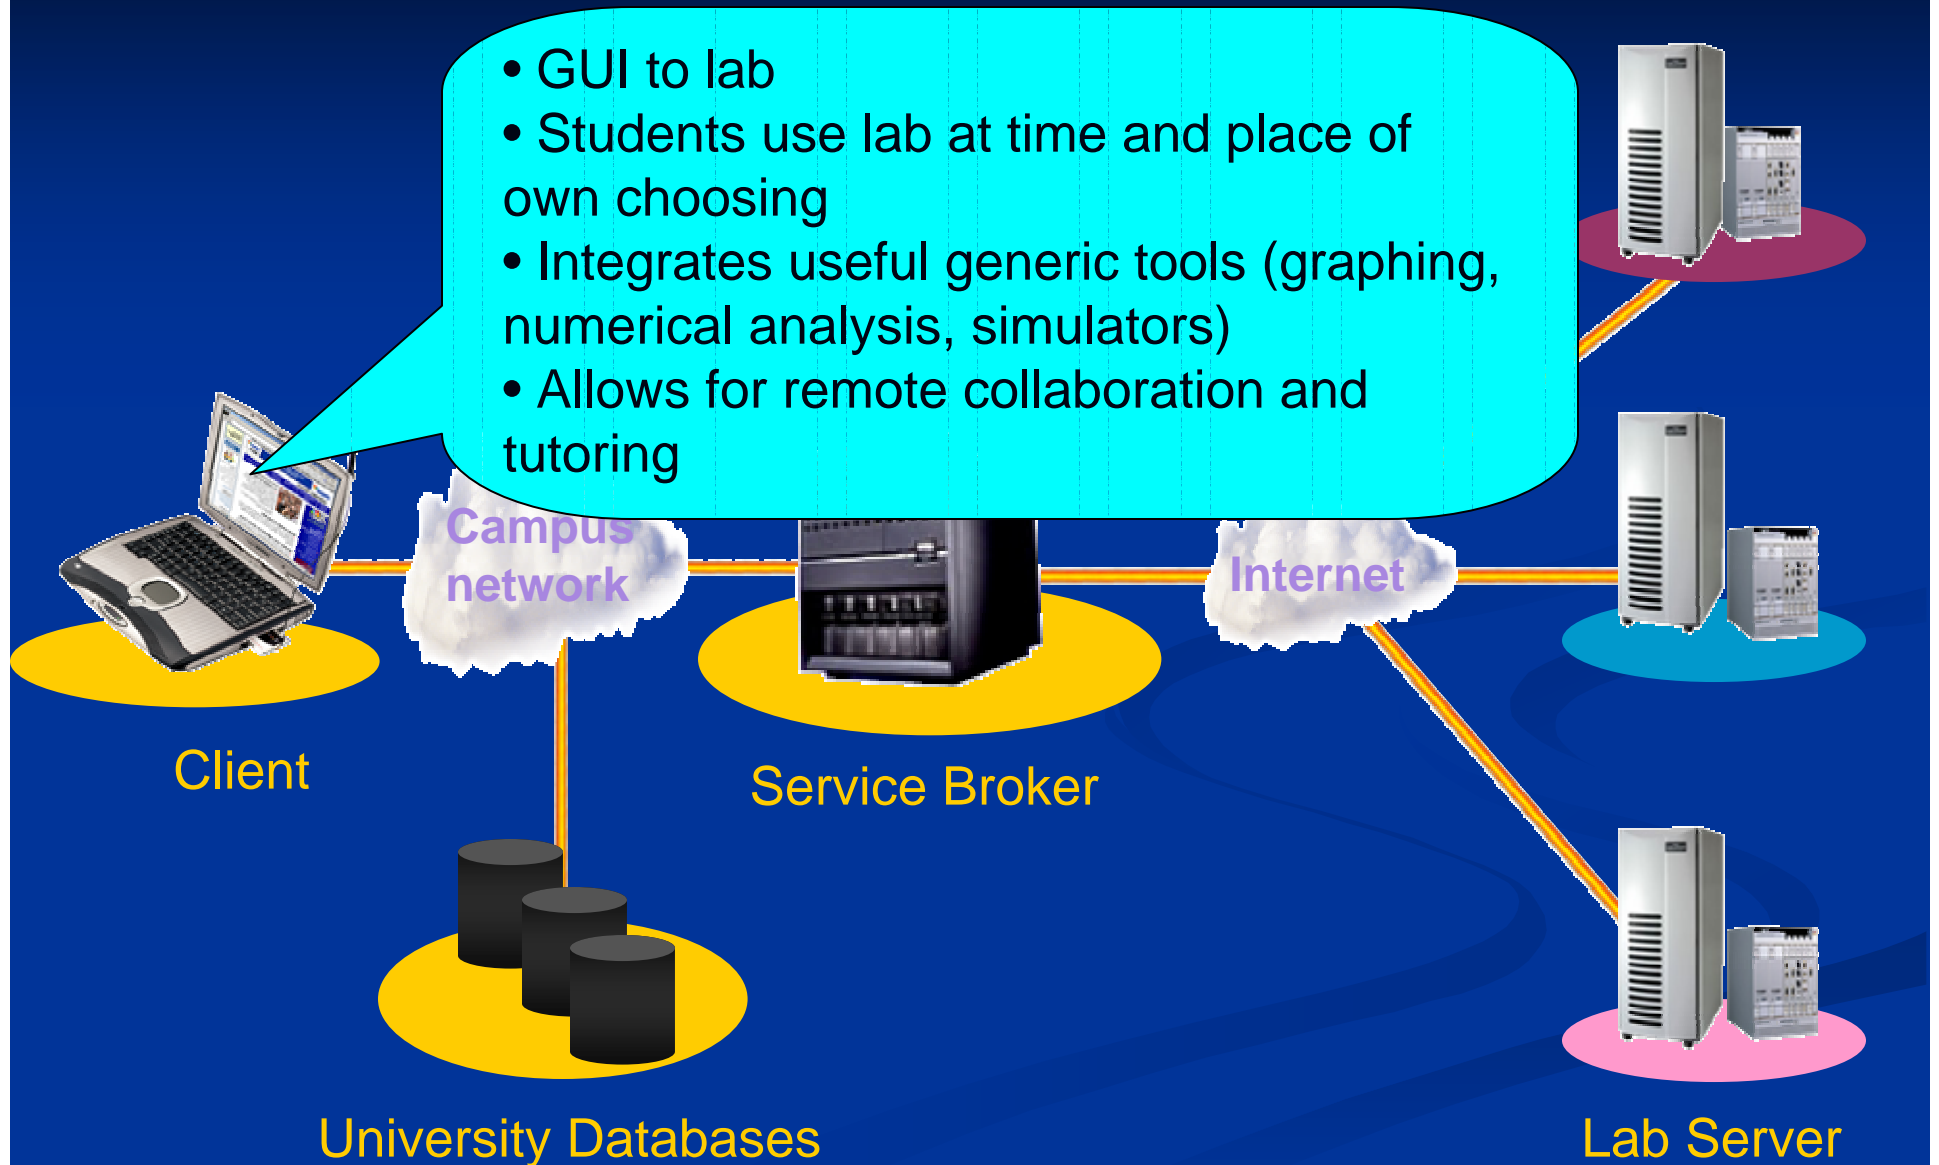 • GUI to lab
• Students use lab at time and place of
own choosing
• Integrates useful generic tools (graphing,
numerical analysis, simulators)
• Allows for remote collaboration and
tutoring
Campus
network
Internet
Client
Service Broker
University Databases
Lab Server